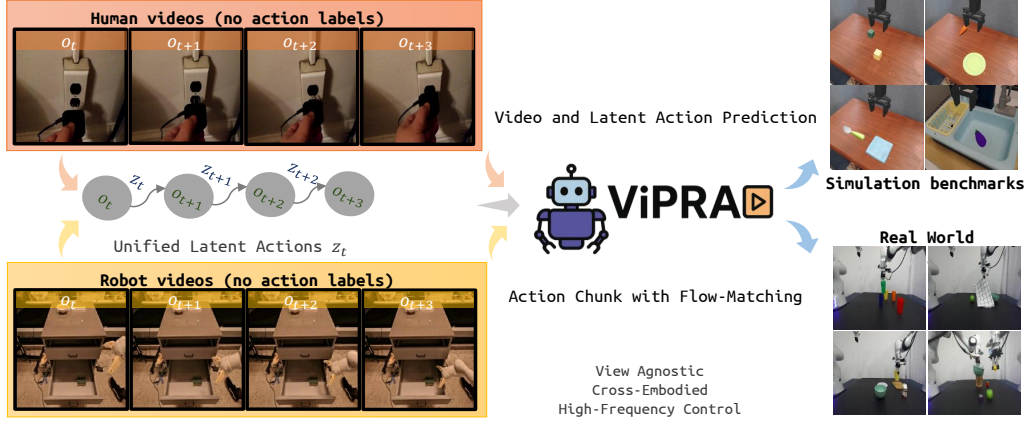 Human videos (no action labels)
o_t o_{t+1} o_{t+2} o_{t+3}
z_t z_{t+1} z_{t+2}
o_t o_{t+1} o_{t+2} o_{t+3}
Unified Latent Actions z_t
Robot videos (no action labels)
o_t o_{t+1} o_{t+2} o_{t+3}
Video and Latent Action Prediction
ViPRA
Action Chunk with Flow-Matching
View Agnostic
Cross-Embodied
High-Frequency Control
Simulation benchmarks
Real World